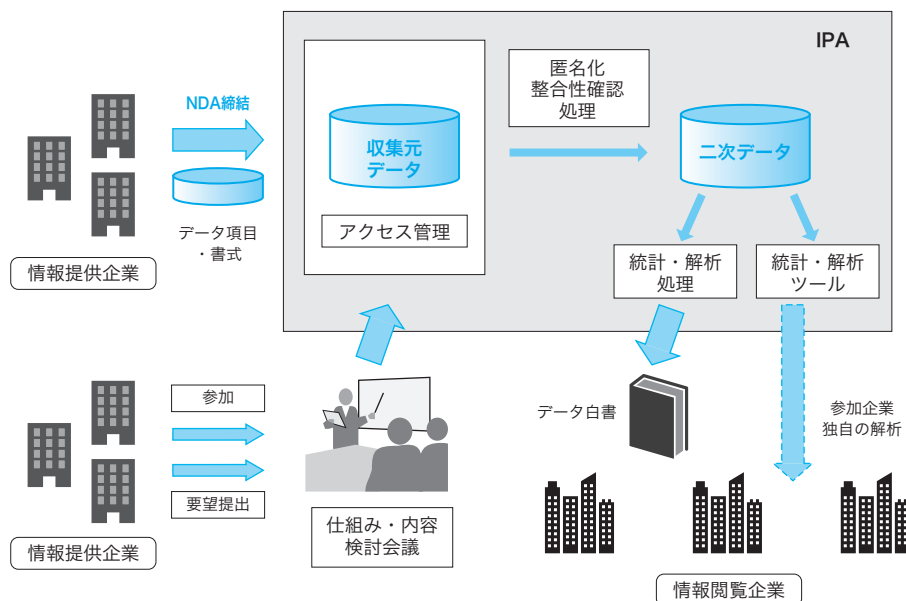 IPA
NDA締結
データ項目
・書式
情報提供企業
収集元
データ
アクセス管理
匿名化
整合性確認
処理
二次データ
統計・解析
処理
統計・解析
ツール
参加
要望提出
情報提供企業
仕組み・内容
検討会議
データ白書
参加企業
独自の解析
情報閲覧企業